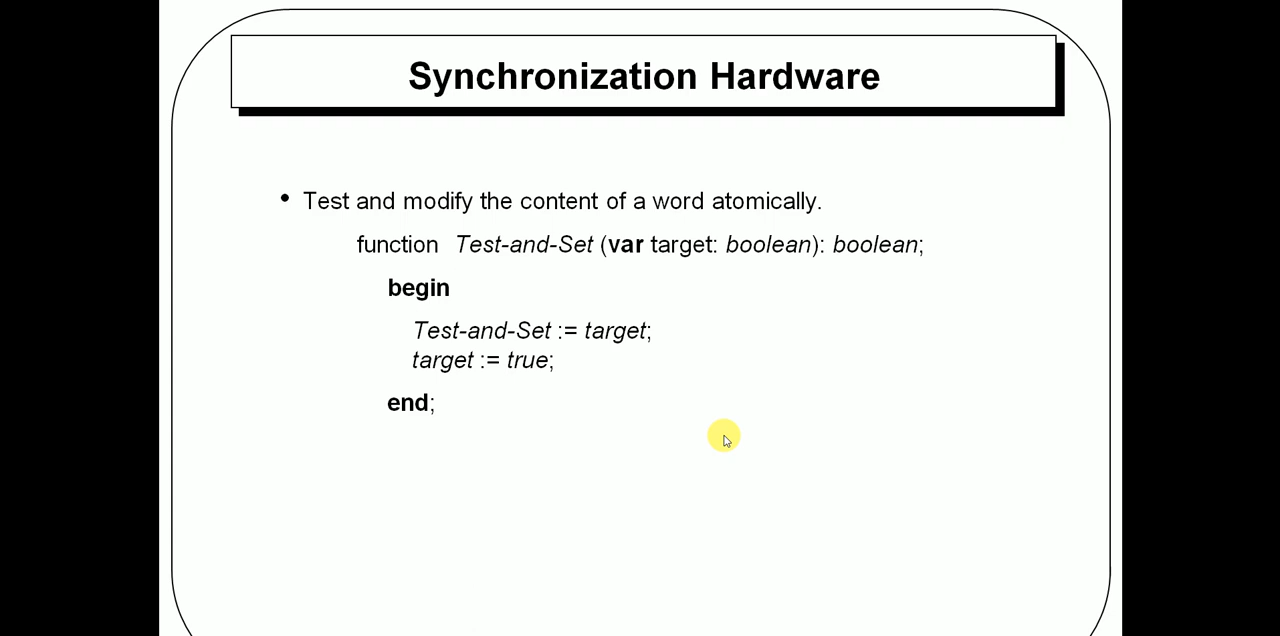 Synchronization Hardware
• Test and modify the content of a word atomically.
function Test-and-Set (var target: boolean): boolean;
begin
Test-and-Set := target;
target := true;
end;